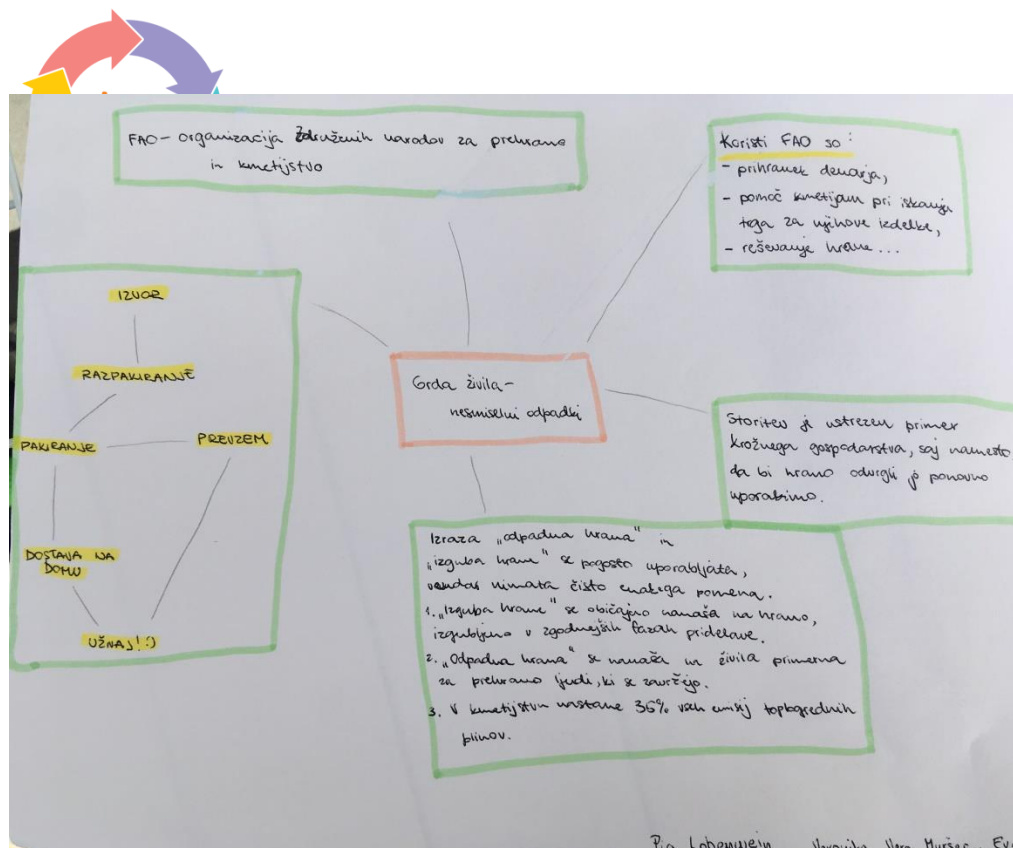 FAO - organizacija Združenih narodov za prehrano
in kmetijstvo
Koristi FAO so:
- prihranek denarja,
- pomoč kmetijam pri iskanju
trga za njihove izdelke,
- reševanje hrane...
IZVOR
RAZPAKIRANJE
PAKIRANJE
PREVZEM
DOSTAVA NA
DOMU
UŽIVAJ! :)
Grda živila -
nesmiselni odpadki
Storitev je ustrezen primer
krožnega gospodarstva, saj namesto
da bi hrano odvrgli jo ponovno
uporabimo.
Izraza „odpadna hrana" in
„izguba hrane" se pogosto uporabljata,
vendar nimata čisto enakega pomena.
1. „Izguba hrane" se običajno nanaša na hrano,
izgubljeno v zgodnejših fazah pridelave.
2. „Odpadna hrana" se nanaša na živila primerna
za prehrano ljudi, ki se zavržejo.
3. V kmetijstvu nastane 35% vseh emisij toplogrednih
plinov.
Pia Muršec